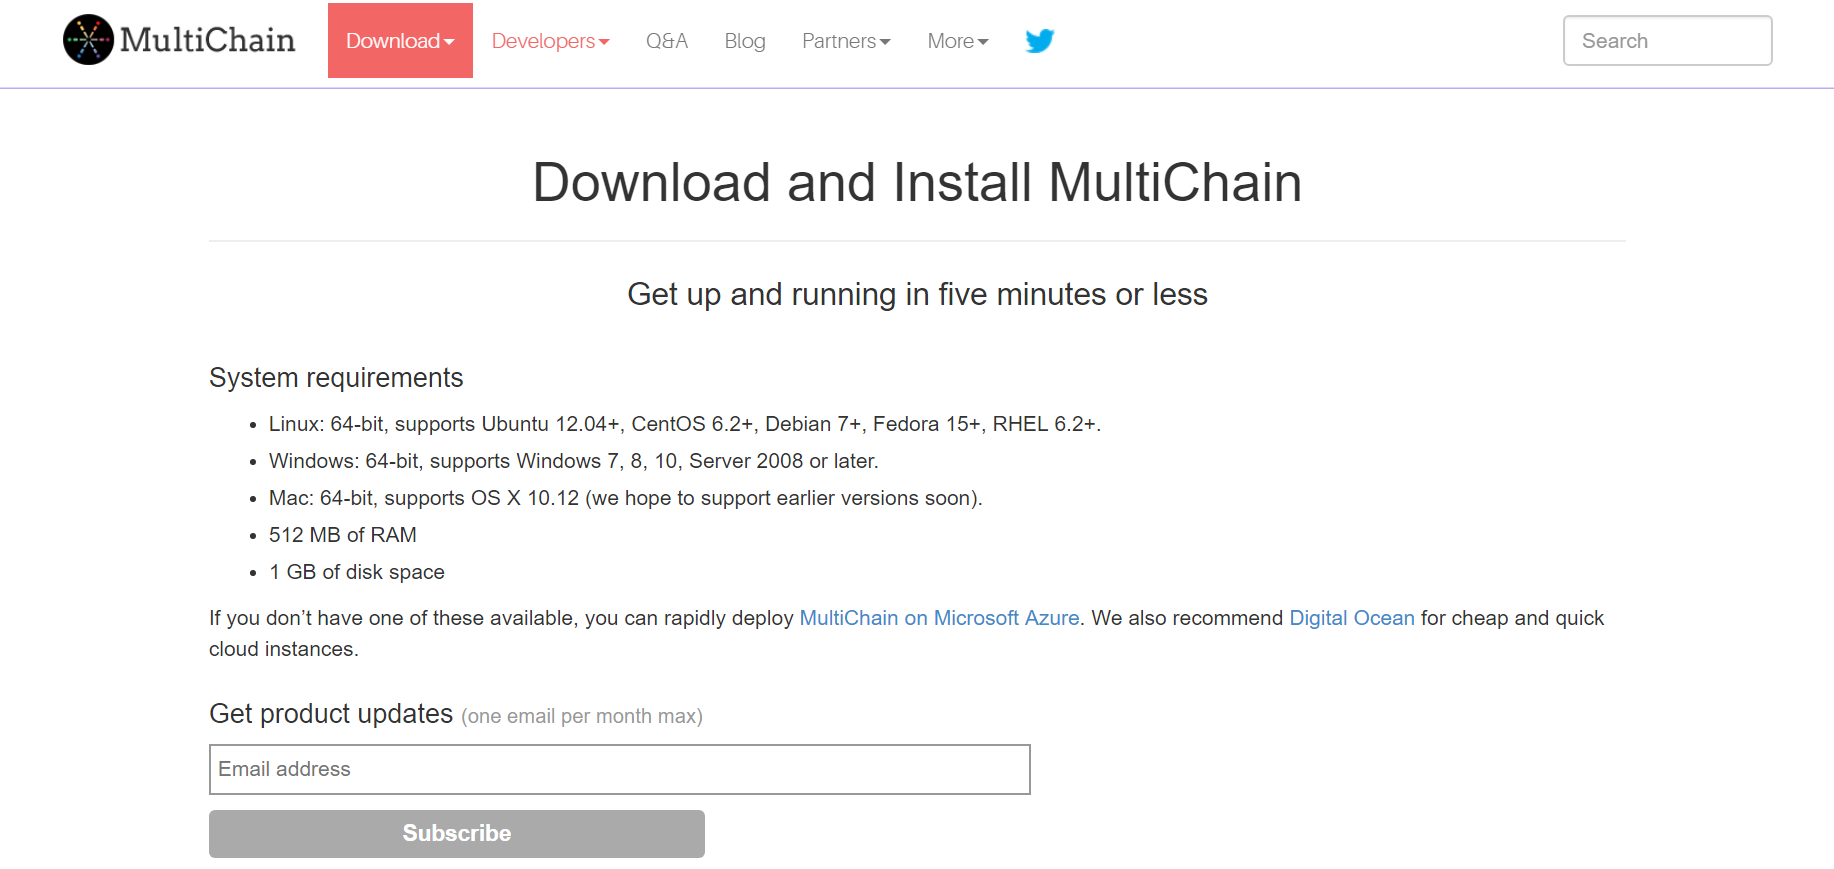 MultiChain Download Developers Q&A Blog Partners More Search
Download and Install MultiChain
Get up and running in five minutes or less
System requirements
• Linux: 64-bit, supports Ubuntu 12.04+, CentOS 6.2+, Debian 7+, Fedora 15+, RHEL 6.2+.
• Windows: 64-bit, supports Windows 7, 8, 10, Server 2008 or later.
• Mac: 64-bit, supports OS X 10.12 (we hope to support earlier versions soon).
• 512 MB of RAM
• 1 GB of disk space
If you don’t have one of these available, you can rapidly deploy MultiChain on Microsoft Azure. We also recommend Digital Ocean for cheap and quick
cloud instances.
Get product updates (one email per month max)
Email address
Subscribe